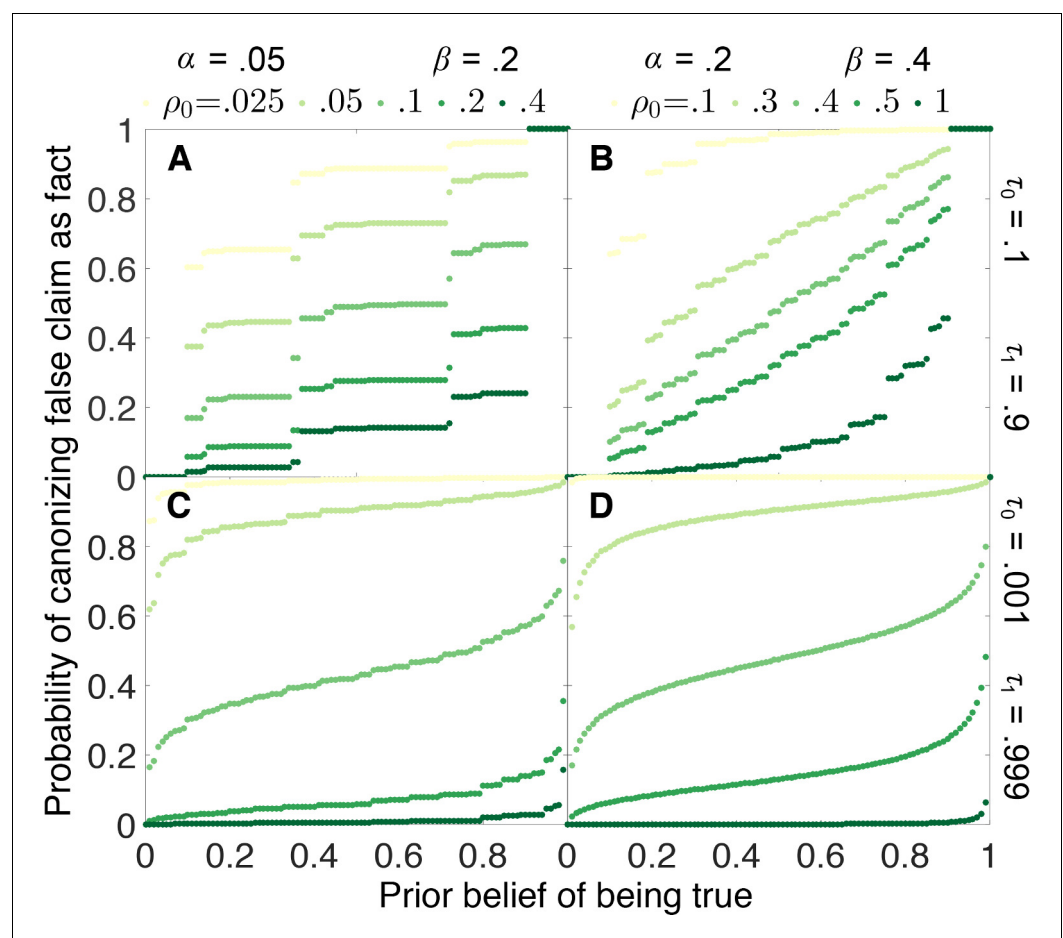 α = .05 β = .2 α = .2 β = .4
ρ₀=.025 .05 .1 .2 .4 ρ₀=.1 .3 .4 .5 1
Probability of canonizing false claim as fact
1
0.8
0.6
0.4
0.2
0
A
B
τ₀ = .1 τ₁ = .9
0.8
0.6
0.4
0.2
0
C
D
τ₀ = .001 τ₁ = .999
0 0.2 0.4 0.6 0.8 0 0.2 0.4 0.6 0.8 1
Prior belief of being true